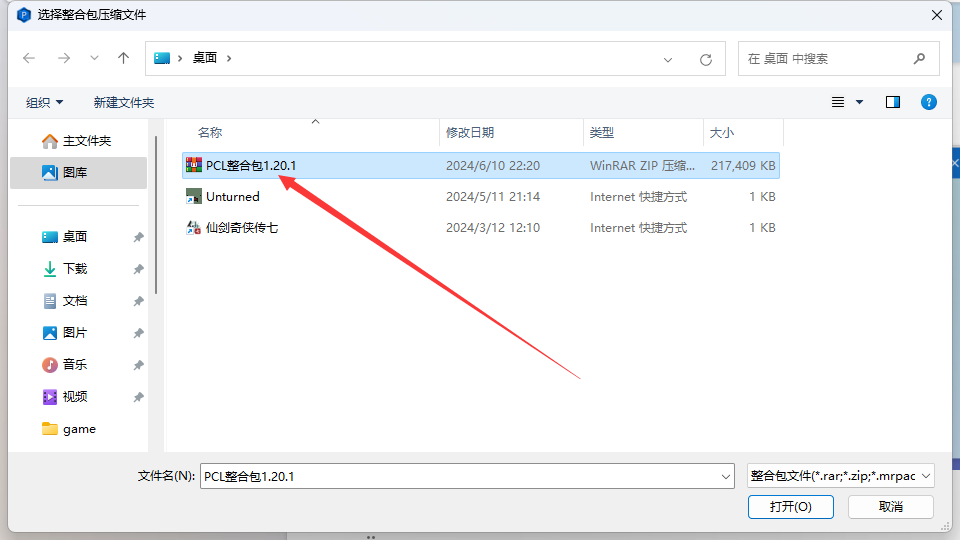 选择整合包压缩文件
桌面
在 桌面 中搜索
组织 新建文件夹
名称 修改日期 类型 大小
主文件夹
图库
桌面
下载
文档
图片
音乐
视频
game
PCL整合包1.20.1 2024/6/10 22:20 WinRAR ZIP 压缩... 217,409 KB
Unturned 2024/5/11 21:14 Internet 快捷方式 1 KB
仙剑奇侠传七 2024/3/12 12:10 Internet 快捷方式 1 KB
文件名(N): PCL整合包1.20.1 整合包文件(*.rar;*.zip;*.mrpac
打开(O) 取消